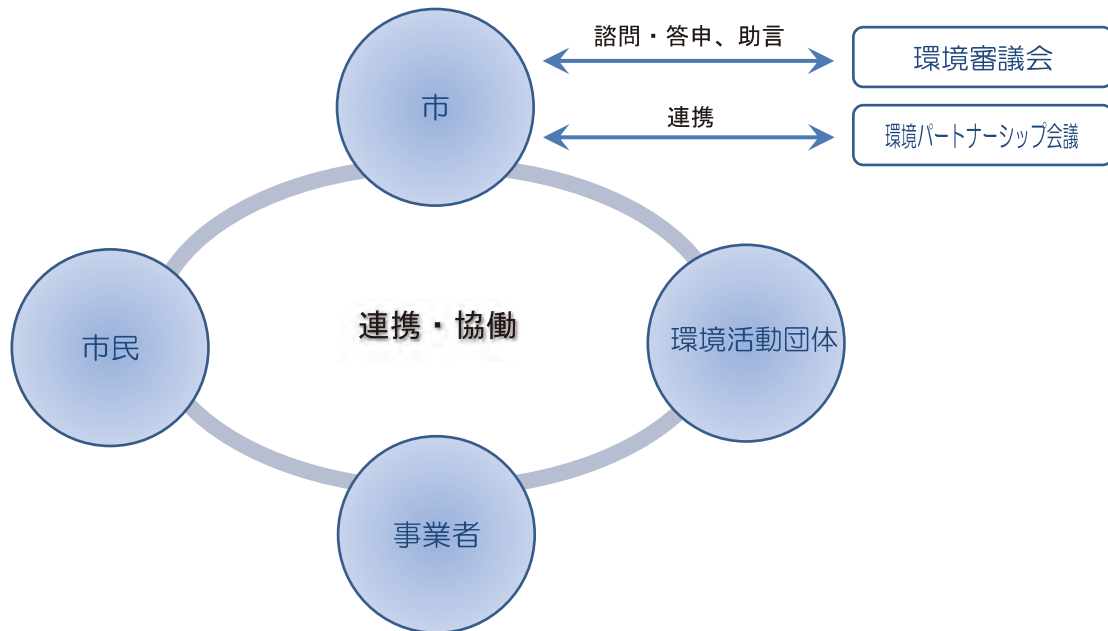 諮問・答申、助言
環境審議会
市
連携
環境パートナーシップ会議
連携・協働
市民
環境活動団体
事業者